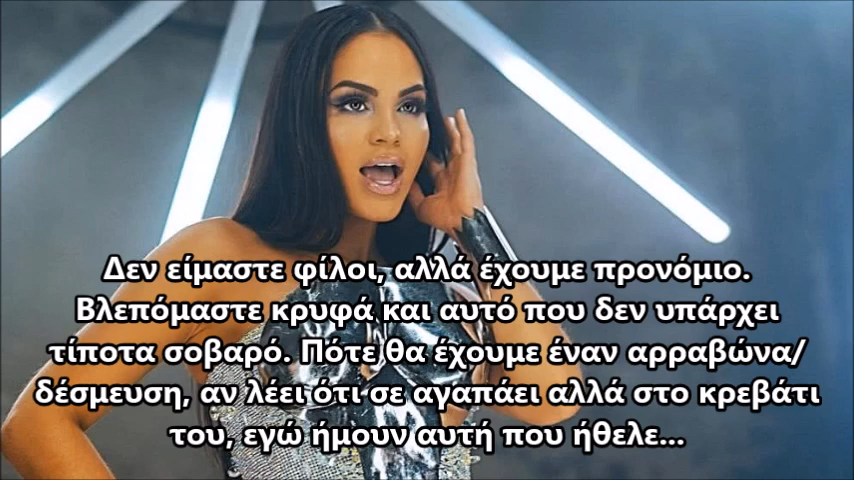 Δεν είμαστε φίλοι, αλλά έχουμε προνόμιο.
Βλεπόμαστε κρυφά και αυτό που δεν υπάρχει
τίποτα σοβαρό. Πότε θα έχουμε έναν αρραβώνα/
δέσμευση, αν λέει ότι σε αγαπάει αλλά στο κρεβάτι
του, εγώ ήμουν αυτή που ήθελε...